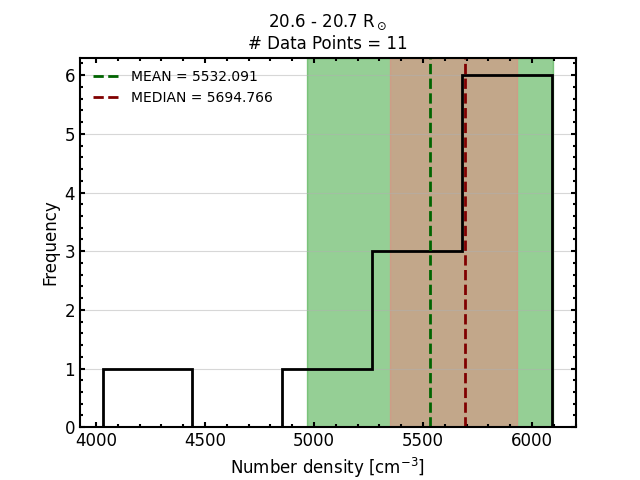 20.6 - 20.7 R⊙
# Data Points = 11
MEAN = 5532.091
MEDIAN = 5694.766
Frequency
6
5
4
3
2
1
0
4000 4500 5000 5500 6000
Number density [cm⁻³]